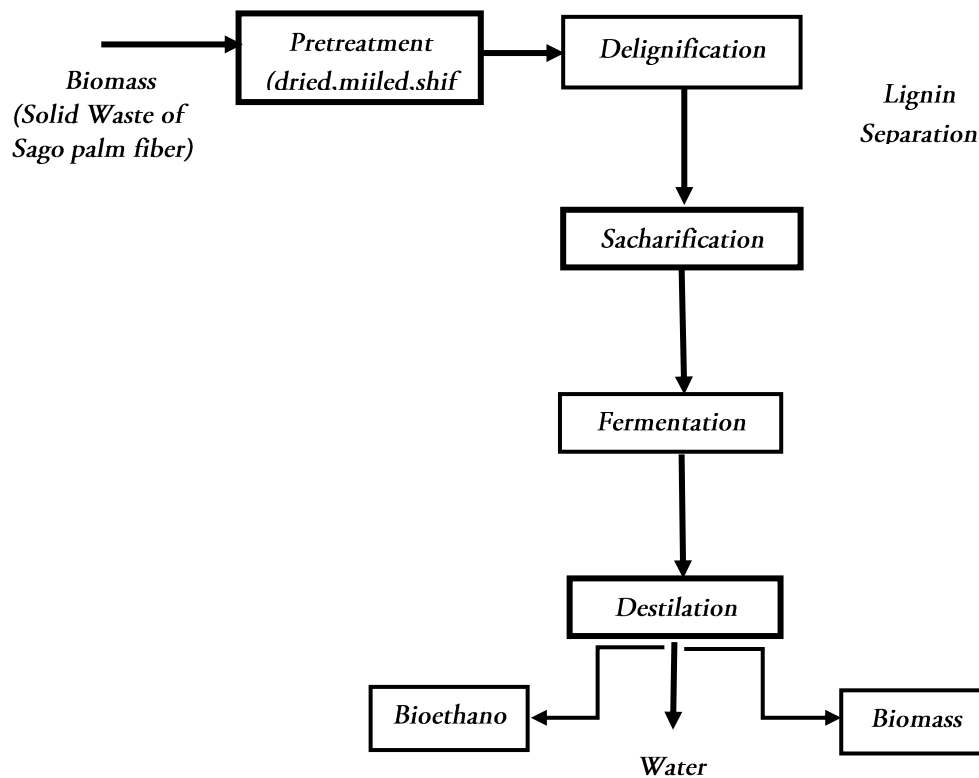 Biomass
(Solid Waste of
Sago palm fiber)
Pretreatment
(dried.miiled.shif
Delignification
Lignin
Separation
Sacharification
Fermentation
Destilation
Bioethano
Water
Biomass